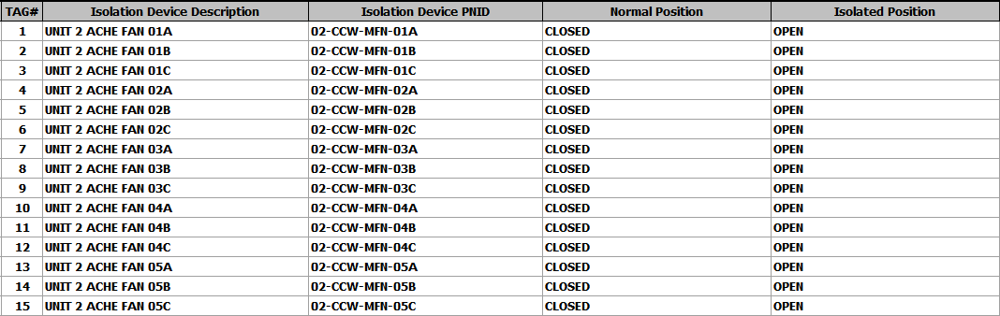 TAG# Isolation Device Description Isolation Device PNID Normal Position Isolated Position
1 UNIT 2 ACHE FAN 01A 02-CCW-MFN-01A CLOSED OPEN
2 UNIT 2 ACHE FAN 01B 02-CCW-MFN-01B CLOSED OPEN
3 UNIT 2 ACHE FAN 01C 02-CCW-MFN-01C CLOSED OPEN
4 UNIT 2 ACHE FAN 02A 02-CCW-MFN-02A CLOSED OPEN
5 UNIT 2 ACHE FAN 02B 02-CCW-MFN-02B CLOSED OPEN
6 UNIT 2 ACHE FAN 02C 02-CCW-MFN-02C CLOSED OPEN
7 UNIT 2 ACHE FAN 03A 02-CCW-MFN-03A CLOSED OPEN
8 UNIT 2 ACHE FAN 03B 02-CCW-MFN-03B CLOSED OPEN
9 UNIT 2 ACHE FAN 03C 02-CCW-MFN-03C CLOSED OPEN
10 UNIT 2 ACHE FAN 04A 02-CCW-MFN-04A CLOSED OPEN
11 UNIT 2 ACHE FAN 04B 02-CCW-MFN-04B CLOSED OPEN
12 UNIT 2 ACHE FAN 04C 02-CCW-MFN-04C CLOSED OPEN
13 UNIT 2 ACHE FAN 05A 02-CCW-MFN-05A CLOSED OPEN
14 UNIT 2 ACHE FAN 05B 02-CCW-MFN-05B CLOSED OPEN
15 UNIT 2 ACHE FAN 05C 02-CCW-MFN-05C CLOSED OPEN